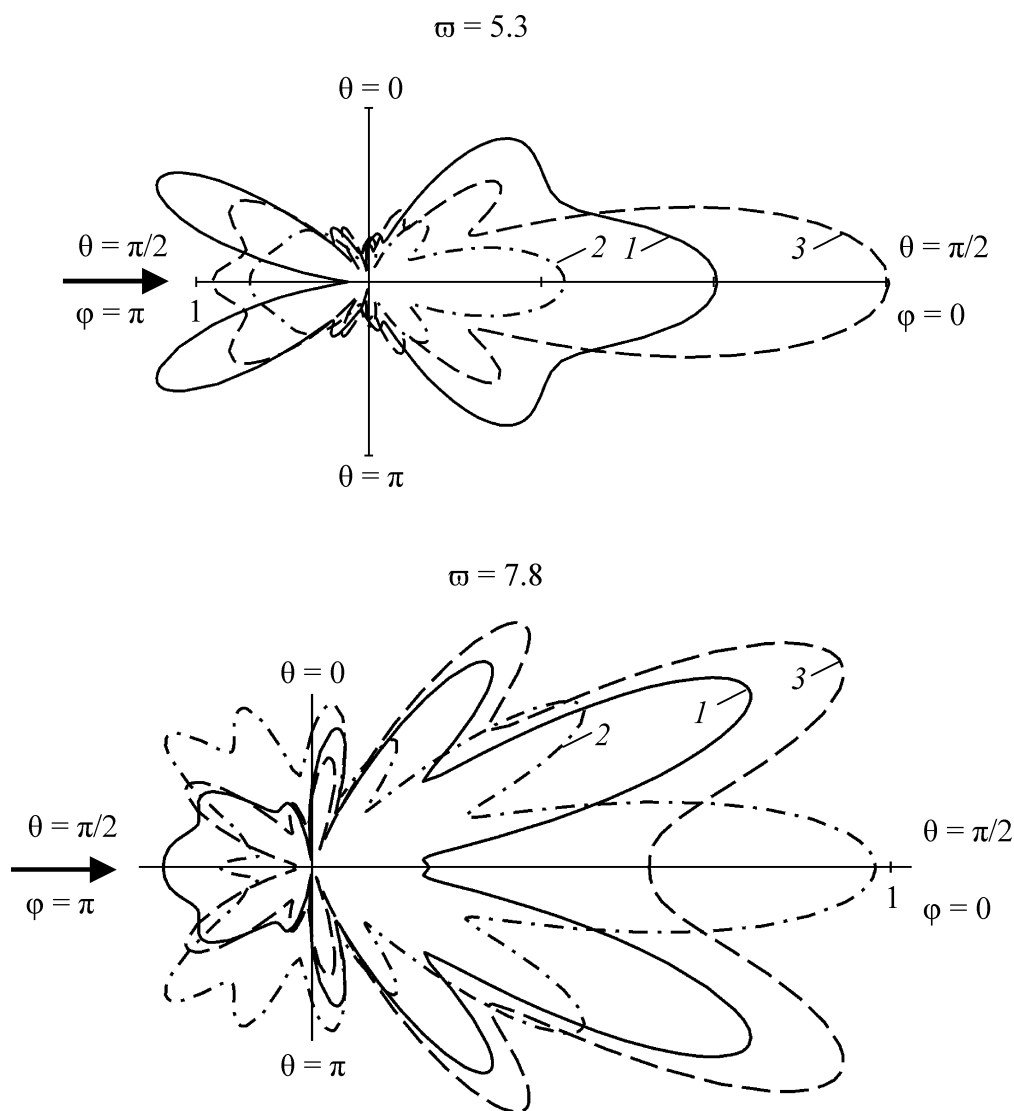 ϖ = 5.3
θ = 0
θ = π/2
2
1
3
θ = π/2
φ = π
1
φ = 0
θ = π
ϖ = 7.8
θ = 0
3
1
2
θ = π/2
θ = π/2
φ = π
1
φ = 0
θ = π